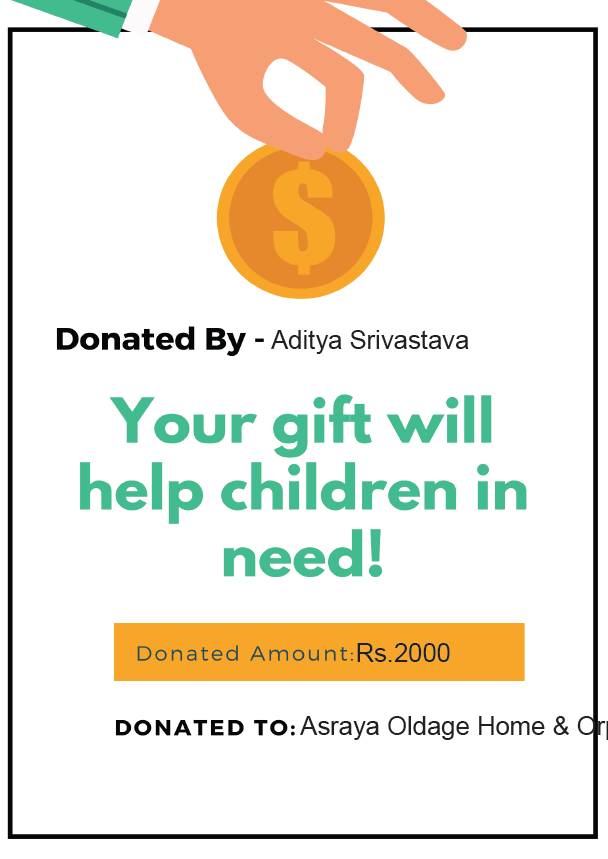 $
Donated By - Aditya Srivastava
Your gift will
help children in
need!
Donated Amount:Rs.2000
DONATED TO: Asraya Oldage Home &